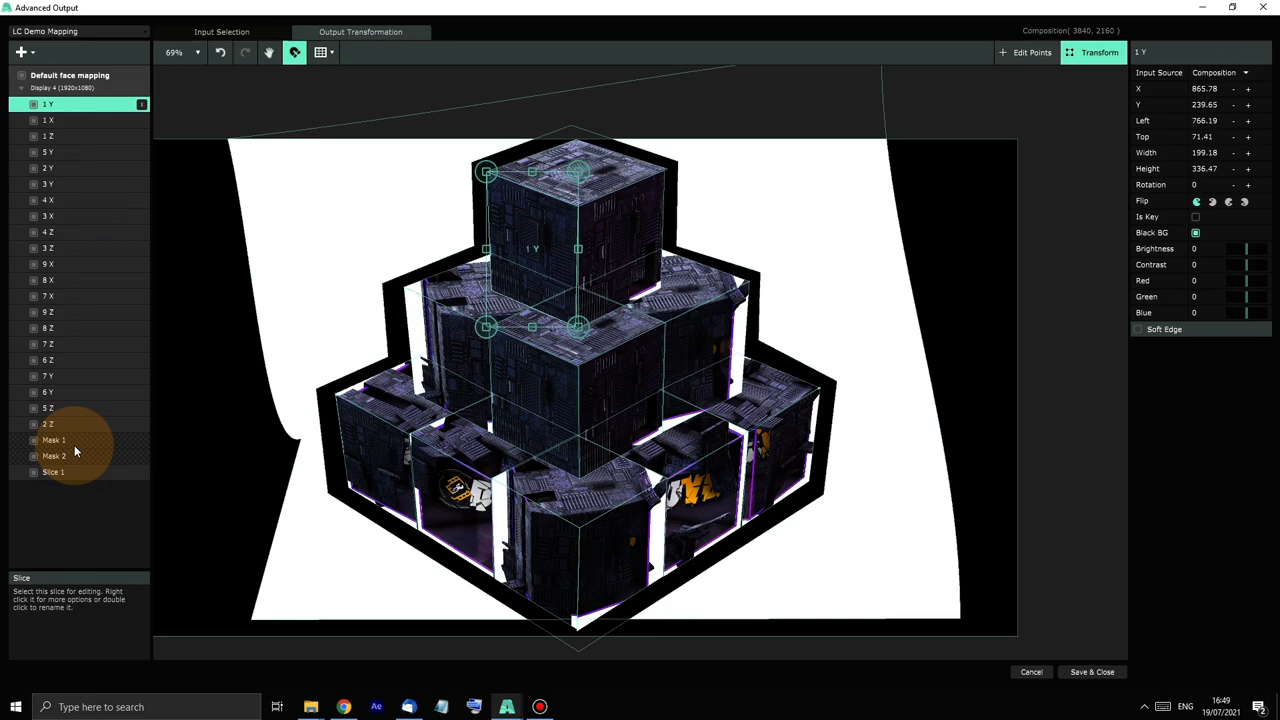 Advanced Output
LC Demo Mapping
Input Selection
Output Transformation
Composition( 3840, 2160 )
69%
Edit Points
Transform
1 Y
Default face mapping
Display 4 (1920x1080)
1 Y
x
1 X
1 Z
5 Y
2 Y
3 Y
4 X
3 X
4 Z
3 Z
9 X
8 X
7 X
9 Z
8 Z
7 Z
6 Z
7 Y
6 Y
5 Z
2 Z
Mask 1
Mask 2
Slice 1
1 Y
Input Source Composition
X 865.78 - +
Y 239.65 - +
Left 766.19 - +
Top 71.41 - +
Width 199.18 - +
Height 336.47 - +
Rotation 0 - +
Flip
Is Key
Black BG
Brightness 0
Contrast 0
Red 0
Green 0
Blue 0
Soft Edge
Slice
Select this slice for editing. Right
click it for more options or double
click to rename it.
Cancel
Save & Close
Type here to search
Ae
ENG
16:49
19/07/2021
2